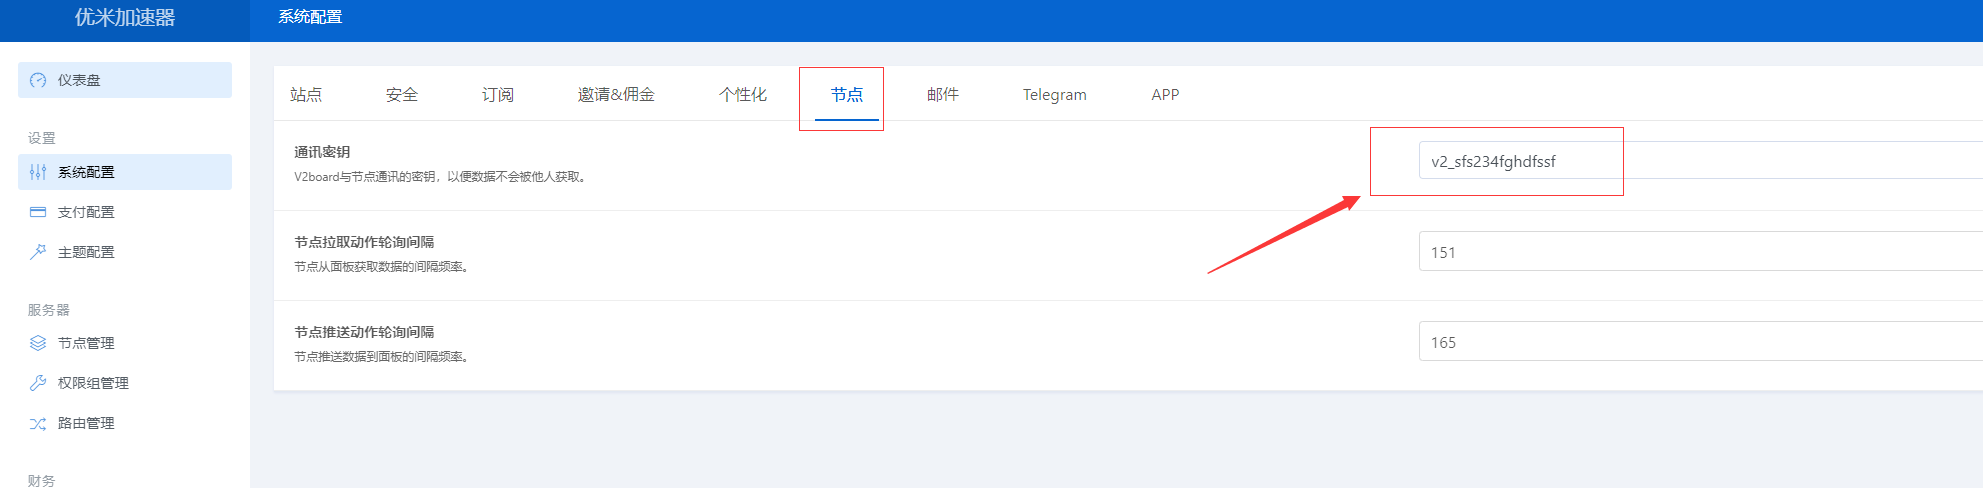 优米加速器
系统配置
仪表盘
设置
系统配置
支付配置
主题配置
服务器
节点管理
权限组管理
路由管理
财务
站点 安全 订阅 邀请&佣金 个性化 节点 邮件 Telegram APP
通讯密钥
V2board与节点通讯的密钥，以便数据不会被他人获取。
v2_sfs234fghdfssf
节点拉取动作轮询间隔
节点从面板获取数据的间隔频率。
151
节点推送动作轮询间隔
节点推送数据到面板的间隔频率。
165